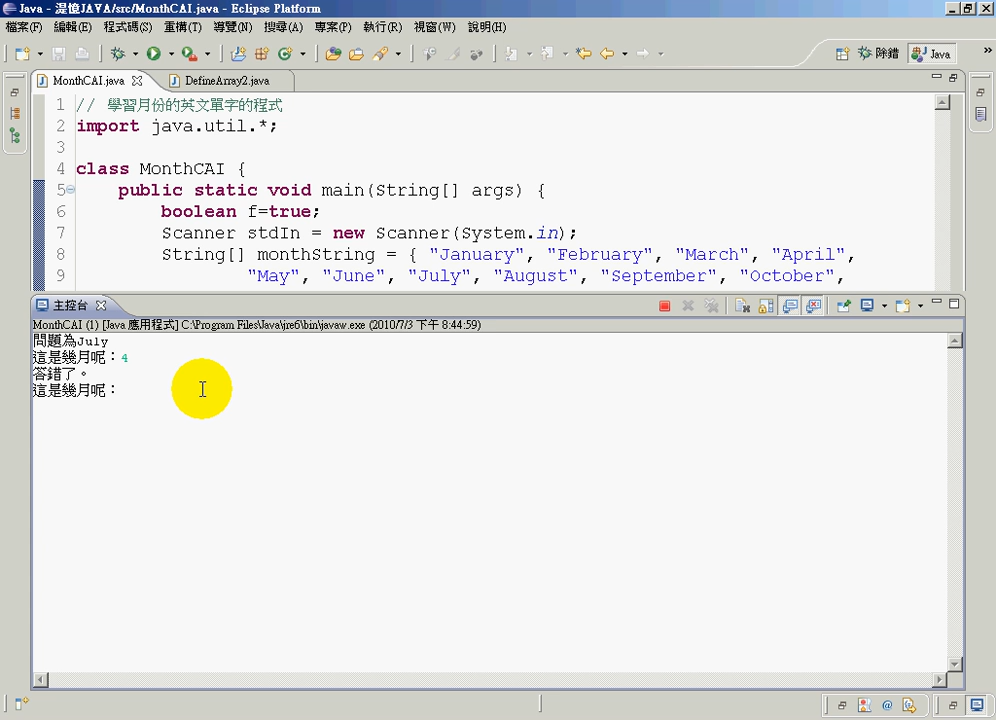 Java - 湿憶JAVA/src/MonthCAI.java - Eclipse Platform
檔案(F) 編輯(E) 程式碼(S) 重構(T) 導覽(N) 搜尋(A) 專案(P) 執行(R) 視窗(W) 說明(H)
除錯 Java
MonthCAI.java DefineArray2.java
1 // 學習月份的英文單字的程式
2 import java.util.*;
3
4 class MonthCAI {
5 public static void main(String[] args) {
6 boolean f=true;
7 Scanner stdIn = new Scanner(System.in);
8 String[] monthString = { "January", "February", "March", "April",
9 "May", "June", "July", "August", "September", "October",
主控台
MonthCAI (1) [Java 應用程式] C:\Program Files\Java\jre6\bin\javaw.exe (2010/7/3 下午 8:44:59)
問題為July
這是幾月呢：4
答錯了。
這是幾月呢：